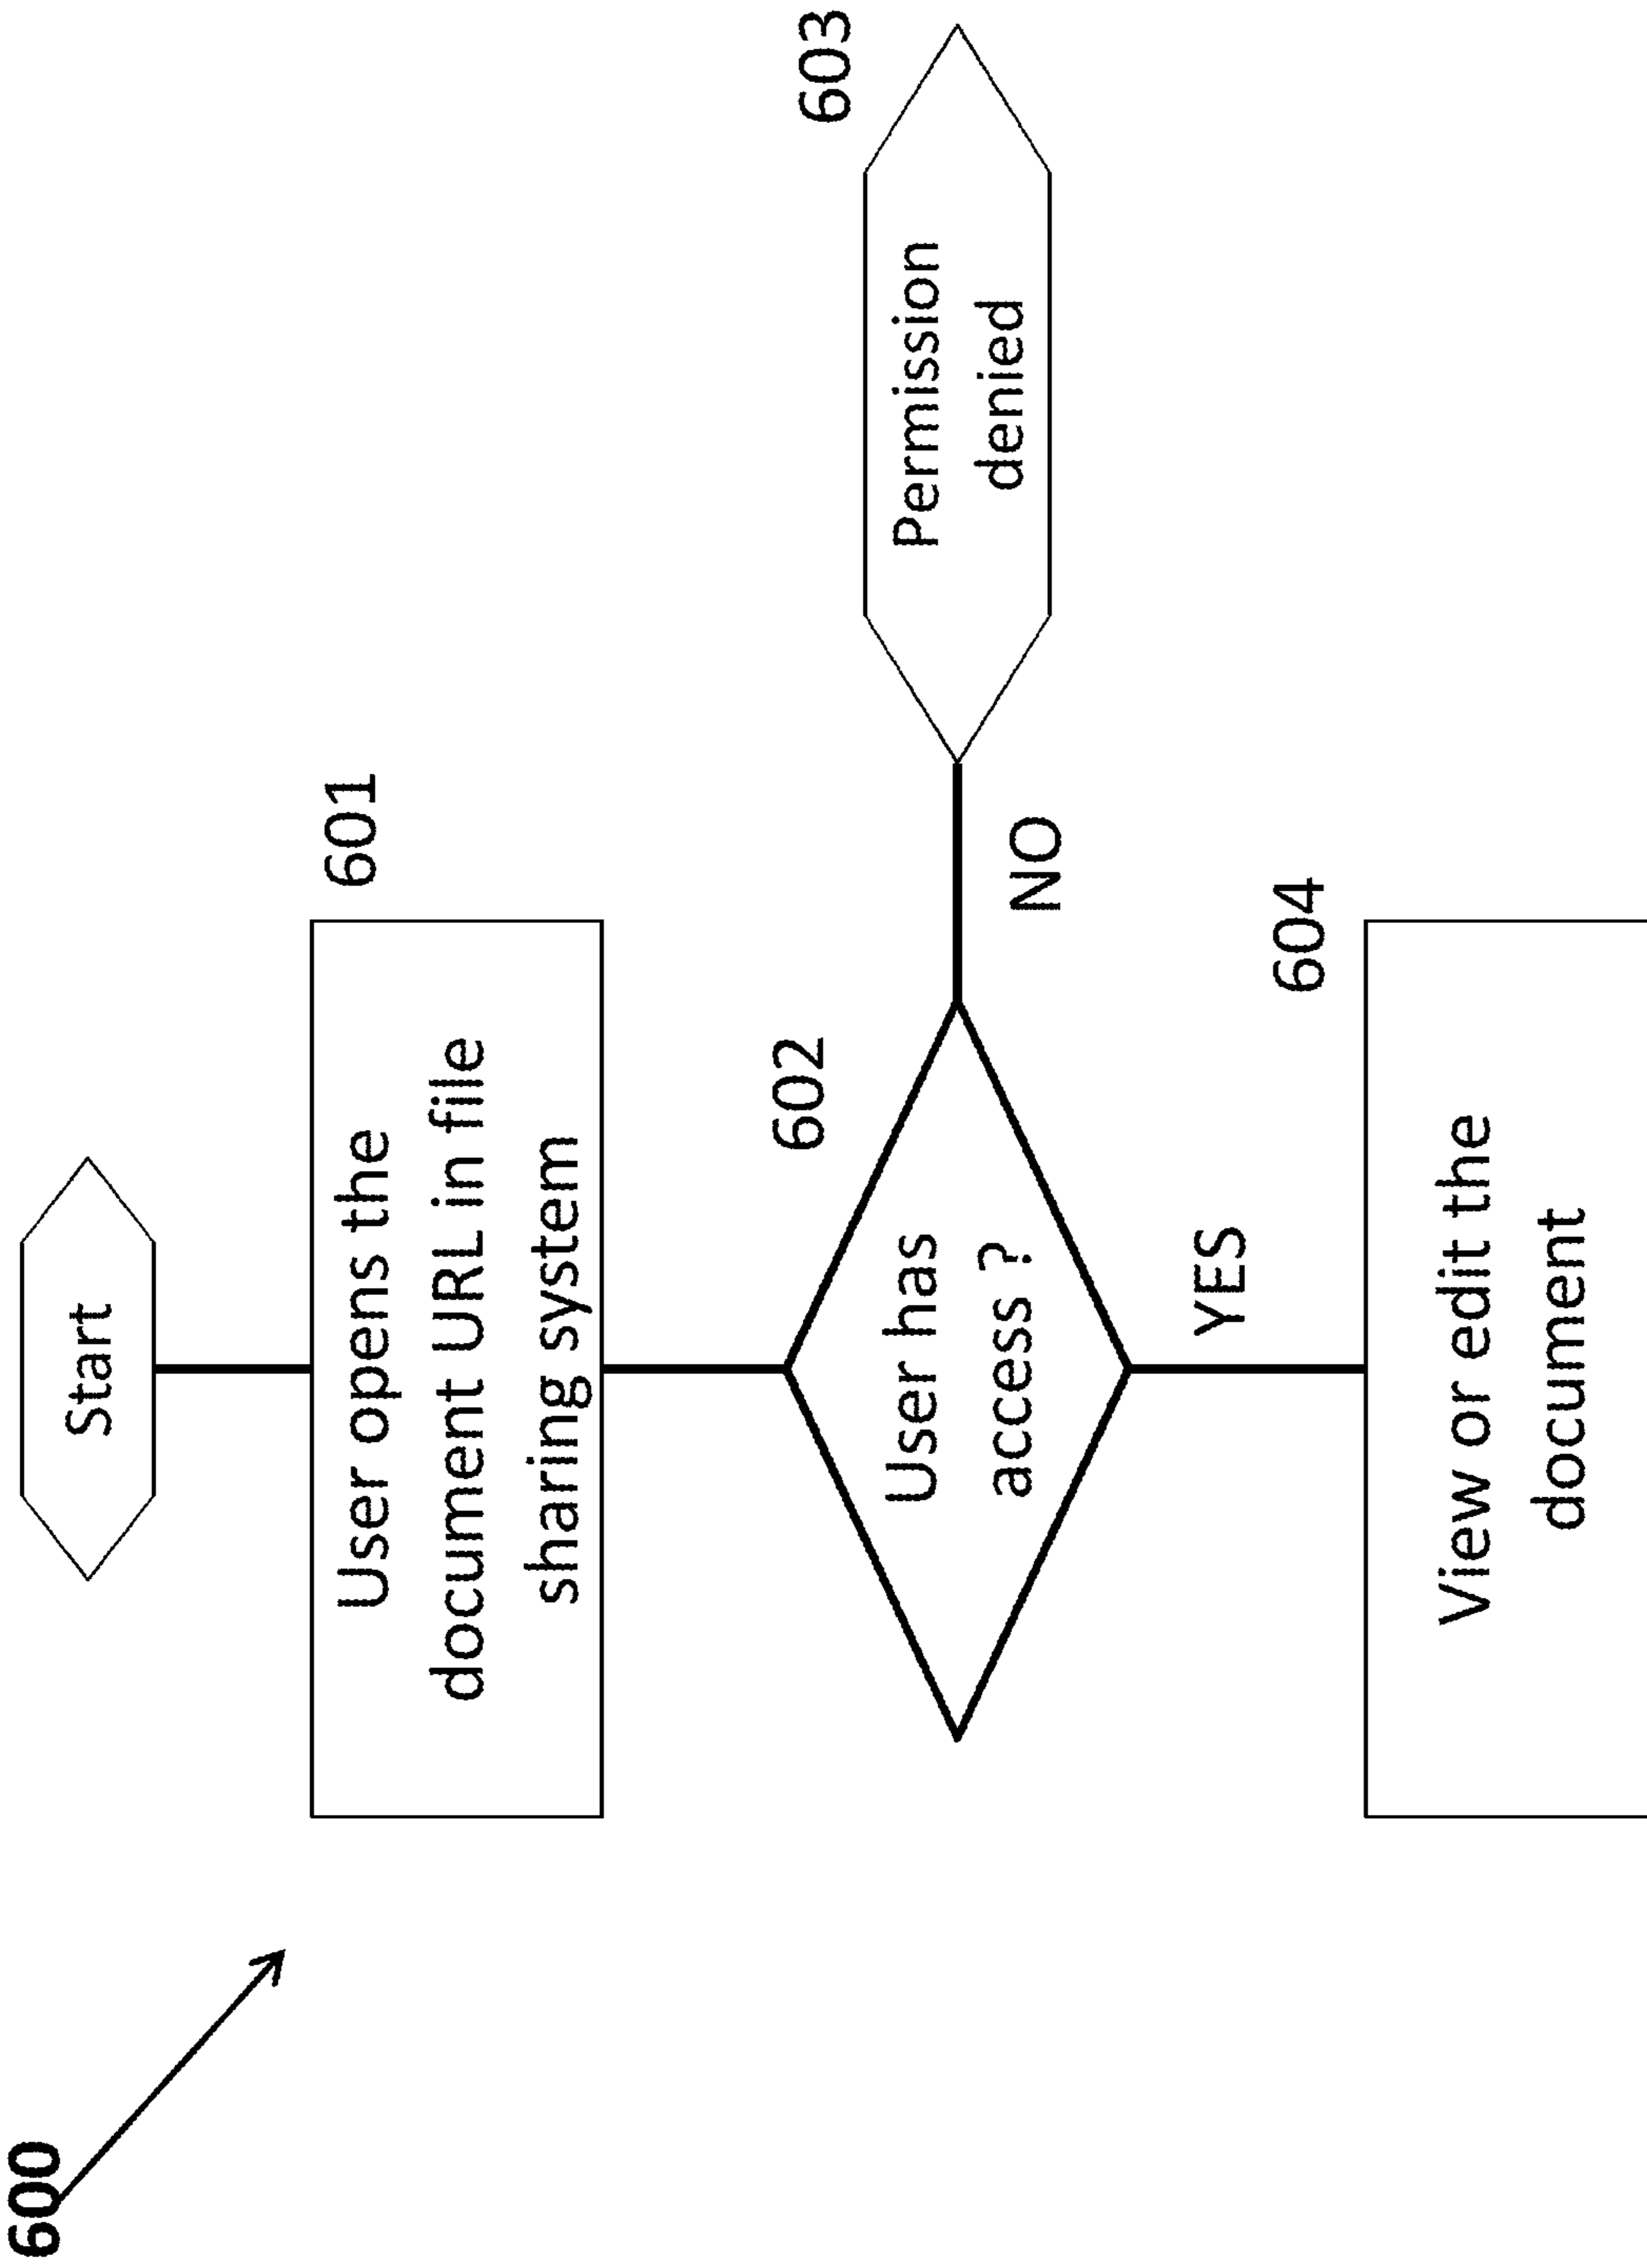 600
Start
601
User opens the
document URL in file
sharing system
602
User has
access ?
NO
603
Permission
denied
YES
604
View or edit the
document